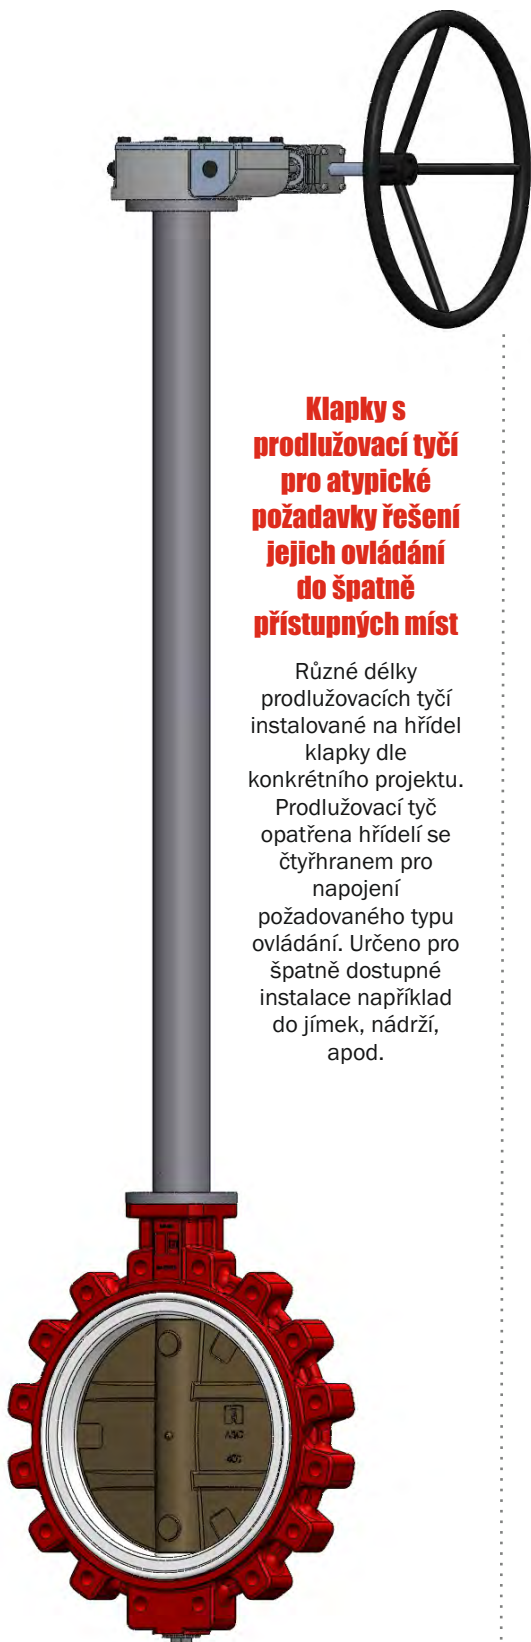 Klapky s
prodlužovací tyčí
pro atypické
požadavky řešení
jejich ovládání
do špatně
přístupných míst
Různé délky
prodlužovacích tyčí
instalované na hřídel
klapky dle
konkrétního projektu.
Prodlužovací tyč
opatřena hřídelí se
čtyřhranem pro
napojení
požadovaného typu
ovládání. Určeno pro
špatně dostupné
instalace například
do jímek, nádrží,
apod.